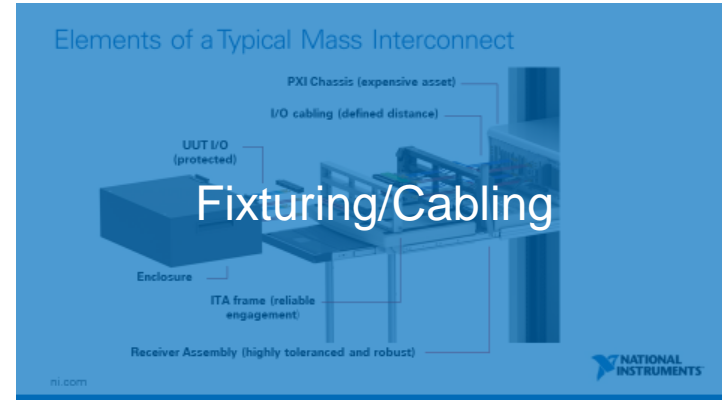 Elements of a Typical Mass Interconnect
PXI Chassis (expensive asset)
I/O cabling (defined distance)
UUT I/O
(protected)
Fixturing/Cabling
Enclosure
ITA frame (reliable
engagement)
Receiver Assembly (highly toleranced and robust)
ni.com
NATIONAL
INSTRUMENTS